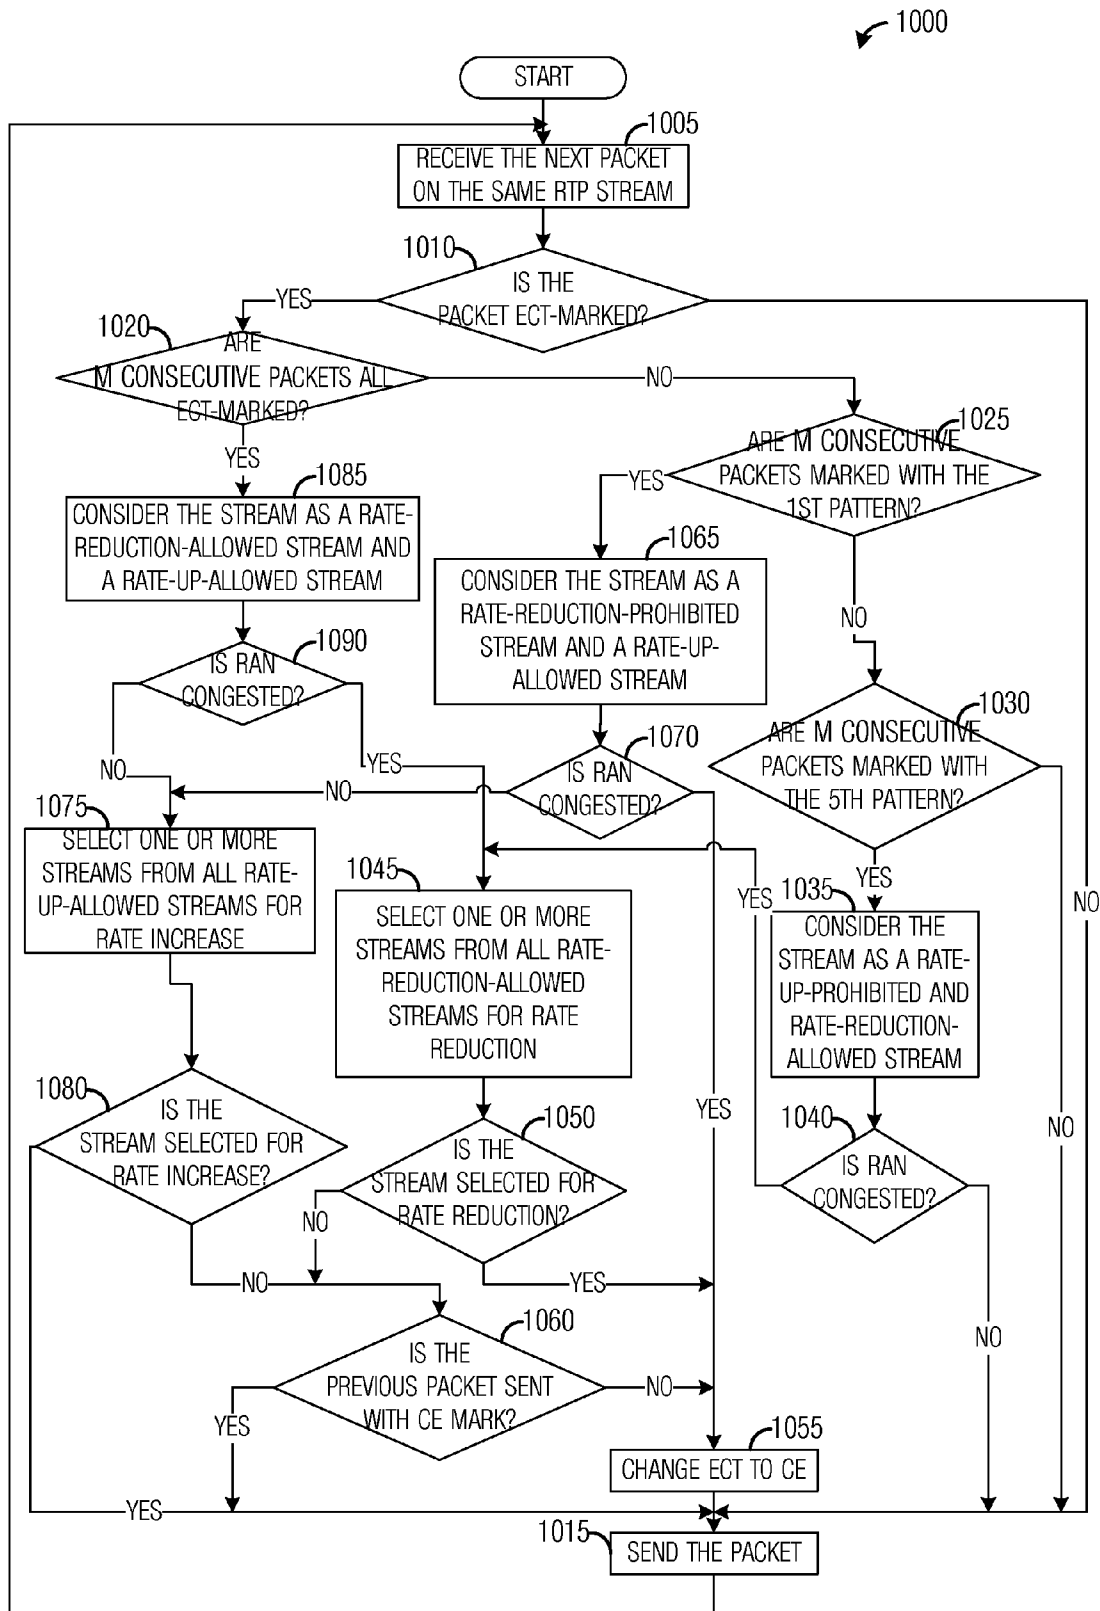 1000
START
1005
RECEIVE THE NEXT PACKET
ON THE SAME RTP STREAM
1010
IS THE
PACKET ECT-MARKED?
YES
NO
1020
ARE
M CONSECUTIVE PACKETS ALL
ECT-MARKED?
NO
YES
1025
ARE M CONSECUTIVE
PACKETS MARKED WITH THE
1ST PATTERN?
YES
NO
1085
CONSIDER THE STREAM AS A RATE-
REDUCTION-ALLOWED STREAM AND
A RATE-UP-ALLOWED STREAM
1065
CONSIDER THE STREAM AS A
RATE-REDUCTION-PROHIBITED
STREAM AND A RATE-UP-
ALLOWED STREAM
1090
IS RAN
CONGESTED?
NO
YES
1070
IS RAN
CONGESTED?
NO
YES
1030
ARE M CONSECUTIVE
PACKETS MARKED WITH
THE 5TH PATTERN?
YES
NO
1075
SELECT ONE OR MORE
STREAMS FROM ALL RATE-
UP-ALLOWED STREAMS FOR
RATE INCREASE
1045
SELECT ONE OR MORE
STREAMS FROM ALL RATE-
REDUCTION-ALLOWED
STREAMS FOR RATE
REDUCTION
1035
CONSIDER THE
STREAM AS A RATE-
UP-PROHIBITED AND
RATE-REDUCTION-
ALLOWED STREAM
1040
IS RAN
CONGESTED?
YES
NO
1080
IS THE
STREAM SELECTED FOR
RATE INCREASE?
NO
YES
1050
IS THE
STREAM SELECTED FOR
RATE REDUCTION?
NO
YES
1060
IS THE
PREVIOUS PACKET SENT
WITH CE MARK?
YES
NO
1055
CHANGE ECT TO CE
1015
SEND THE PACKET